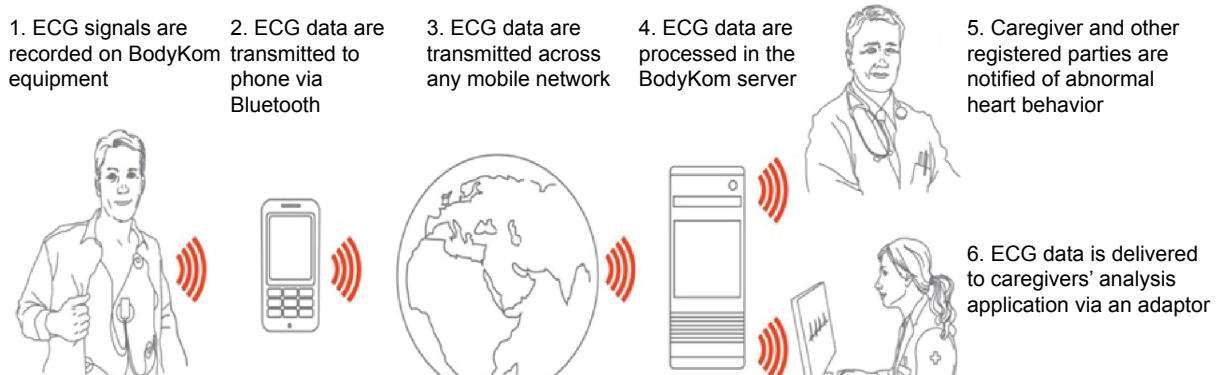 1. ECG signals are
recorded on BodyKom
equipment
2. ECG data are
transmitted to
phone via
Bluetooth
3. ECG data are
transmitted across
any mobile network
4. ECG data are
processed in the
BodyKom server
5. Caregiver and other
registered parties are
notified of abnormal
heart behavior
6. ECG data is delivered
to caregivers’ analysis
application via an adaptor